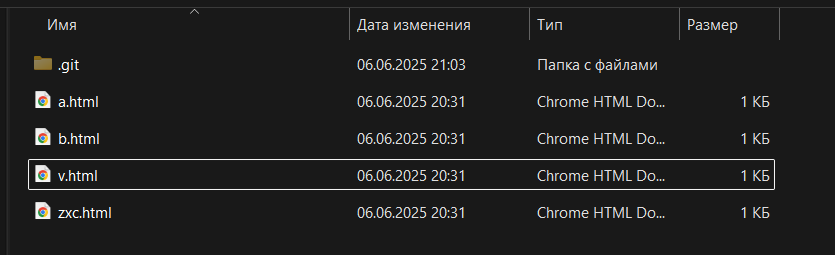 Имя Дата изменения Тип Размер
.git 06.06.2025 21:03 Папка с файлами
a.html 06.06.2025 20:31 Chrome HTML Do... 1 КБ
b.html 06.06.2025 20:31 Chrome HTML Do... 1 КБ
v.html 06.06.2025 20:31 Chrome HTML Do... 1 КБ
zxc.html 06.06.2025 20:31 Chrome HTML Do... 1 КБ